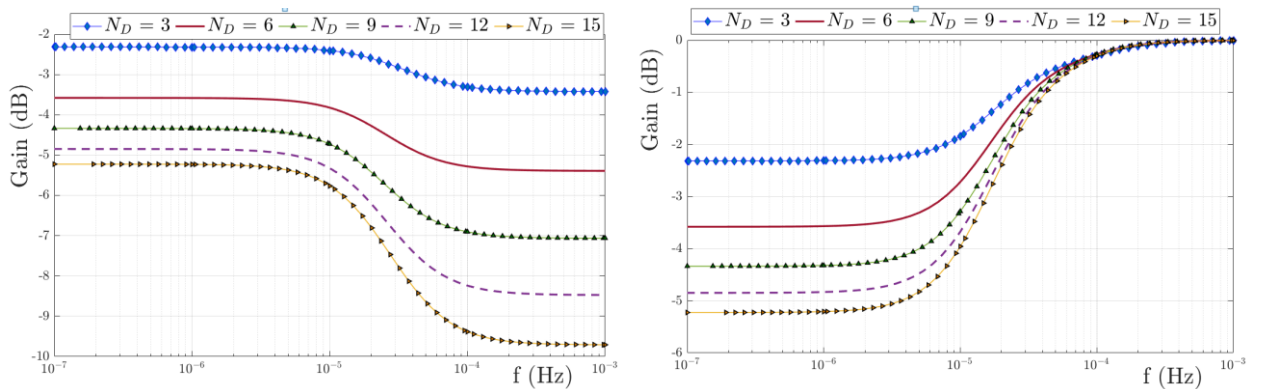 N_D = 3 N_D = 6 N_D = 9 N_D = 12 N_D = 15
-2
-3
-4
-5
-6
-7
-8
-9
-10
Gain (dB)
10⁻⁷ 10⁻⁶ 10⁻⁵ 10⁻⁴ 10⁻³
f (Hz)
N_D = 3 N_D = 6 N_D = 9 N_D = 12 N_D = 15
0
-1
-2
-3
-4
-5
-6
Gain (dB)
10⁻⁷ 10⁻⁶ 10⁻⁵ 10⁻⁴ 10⁻³
f (Hz)